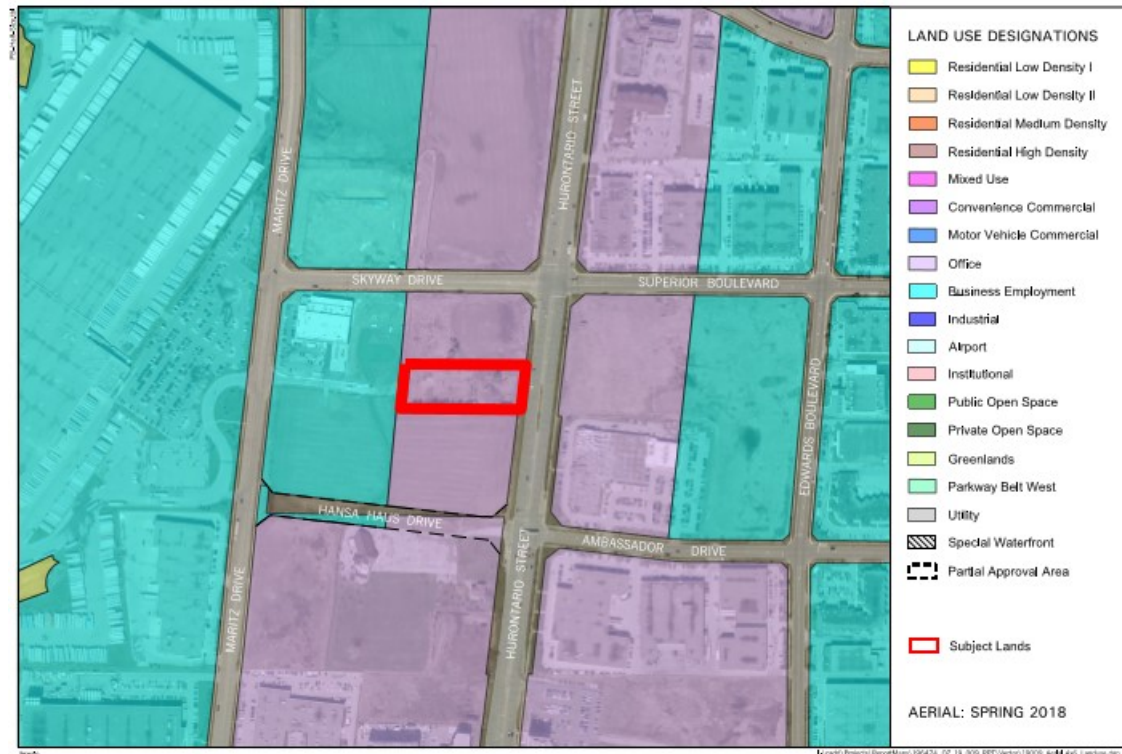 MARITZ DRIVE
HURONTARIO STREET
SKYWAY DRIVE
SUPERIOR BOULEVARD
EDWARDS BOULEVARD
HANSA HAUS DRIVE
AMBASSADOR DRIVE
MARITZ DRIVE
HURONTARIO STREET
LAND USE DESIGNATIONS
Residential Low Density I
Residential Low Density II
Residential Medium Density
Residential High Density
Mixed Use
Convenience Commercial
Motor Vehicle Commercial
Office
Business Employment
Industrial
Airport
Institutional
Public Open Space
Private Open Space
Greenlands
Parkway Belt West
Utility
Special Waterfront
Partial Approval Area
Subject Lands
AERIAL: SPRING 2018